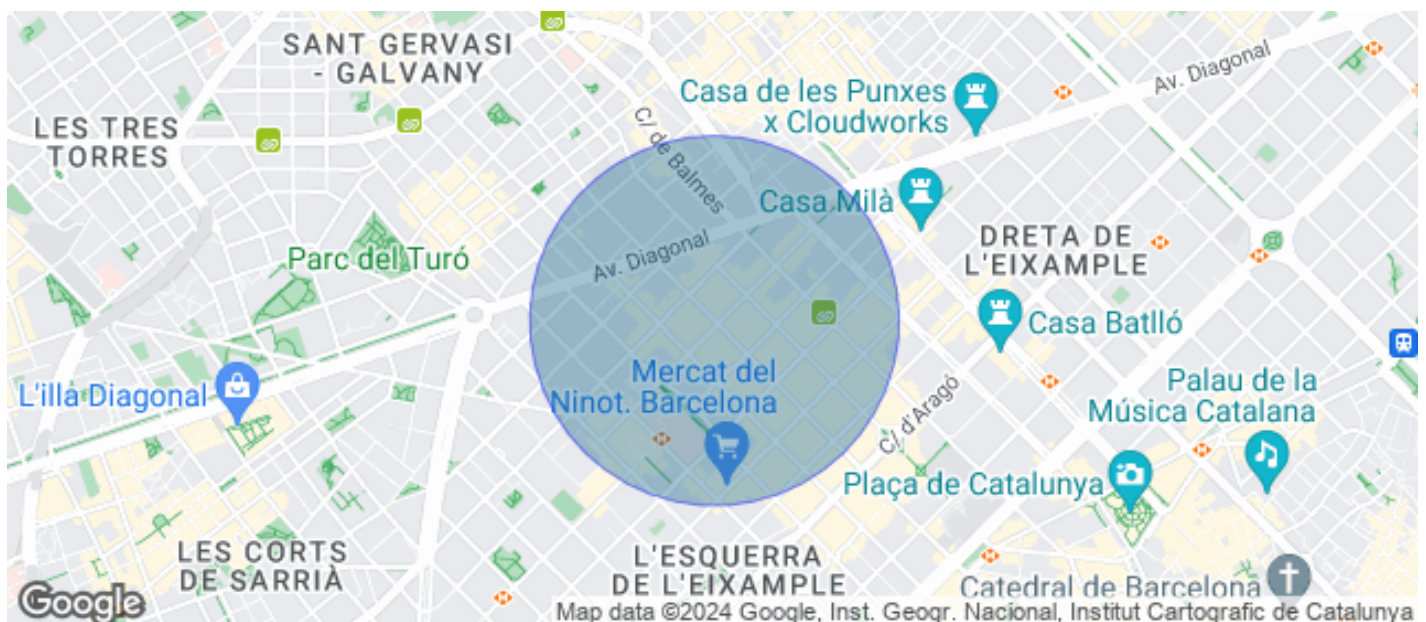 SANT GERVASI
- GALVANY
LES TRES
TORRES
C/ de Balmes
Casa de les Punxes
x Cloudworks
Av. Diagonal
Casa Milà
DRETA DE
L'EIXAMPLE
Parc del Turó
Av. Diagonal
Casa Batlló
L'illa Diagonal
Mercat del
Ninot. Barcelona
C/ d'Aragó
Palau de la
Música Catalana
Plaça de Catalunya
LES CORTS
DE SARRIÀ
L'ESQUERRA
DE L'EIXAMPLE
Catedral de Barcelona
Google
Map data ©2024 Google, Inst. Geogr. Nacional, Institut Cartografic de Catalunya